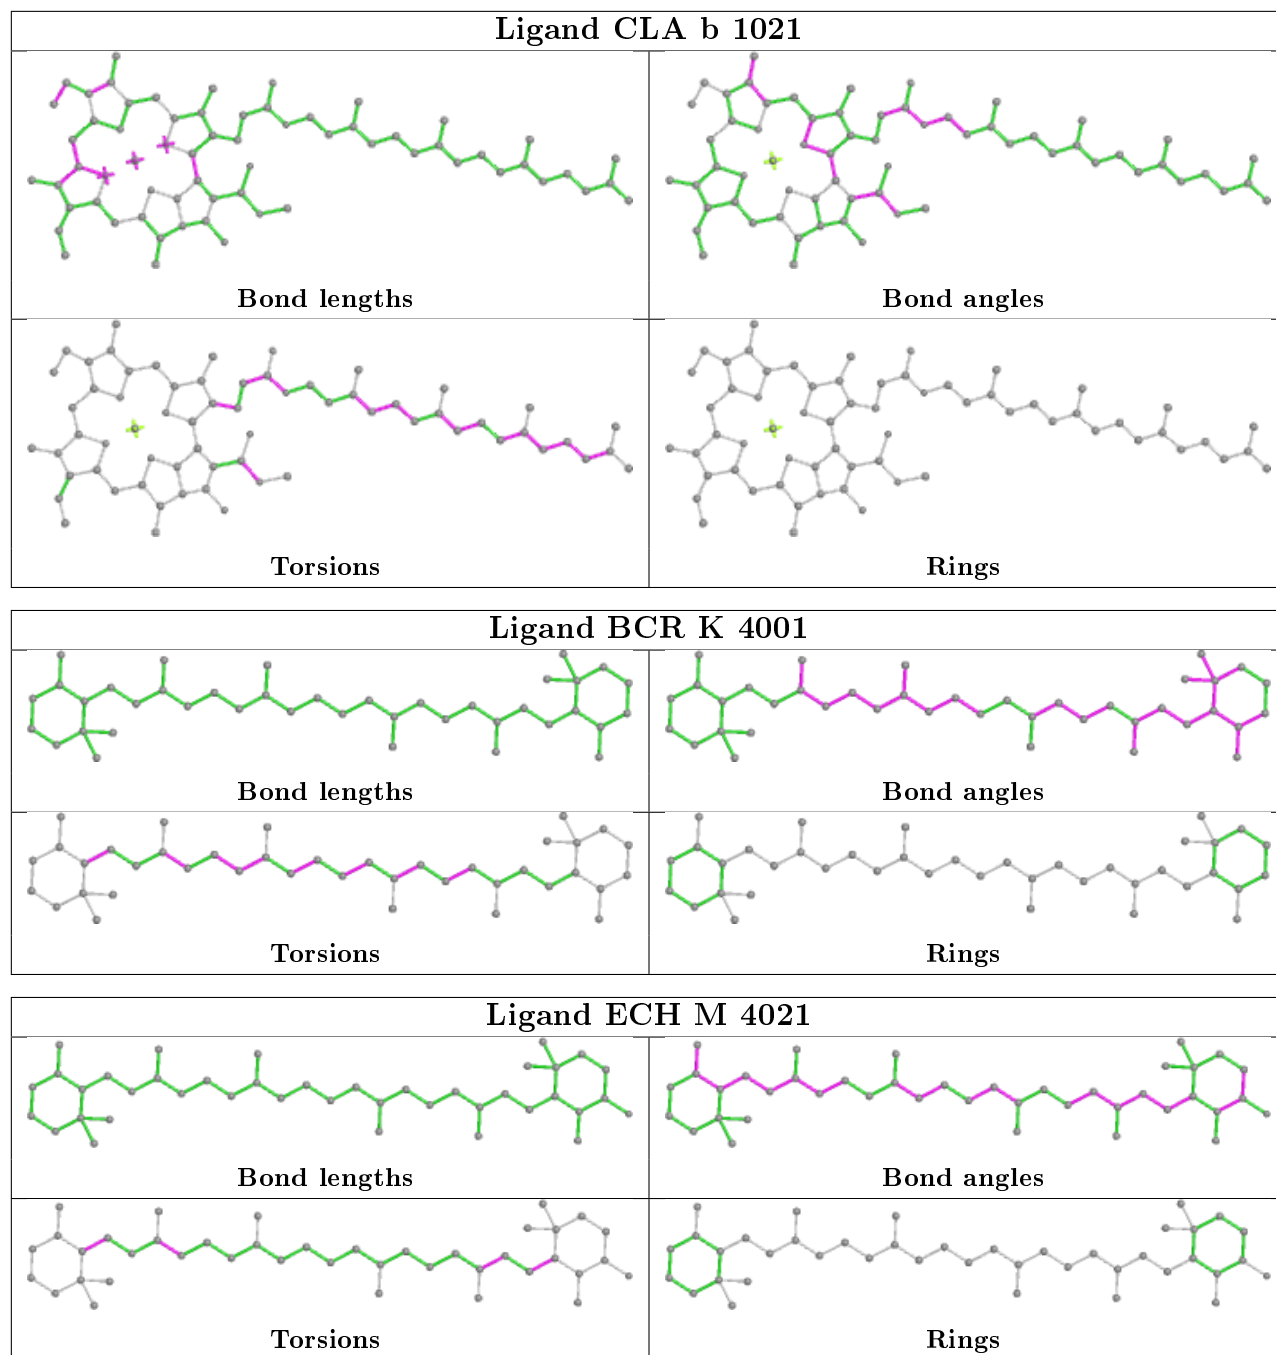 Ligand CLA b 1021
Bond lengths
Bond angles
Torsions
Rings
Ligand BCR K 4001
Bond lengths
Bond angles
Torsions
Rings
Ligand ECH M 4021
Bond lengths
Bond angles
Torsions
Rings